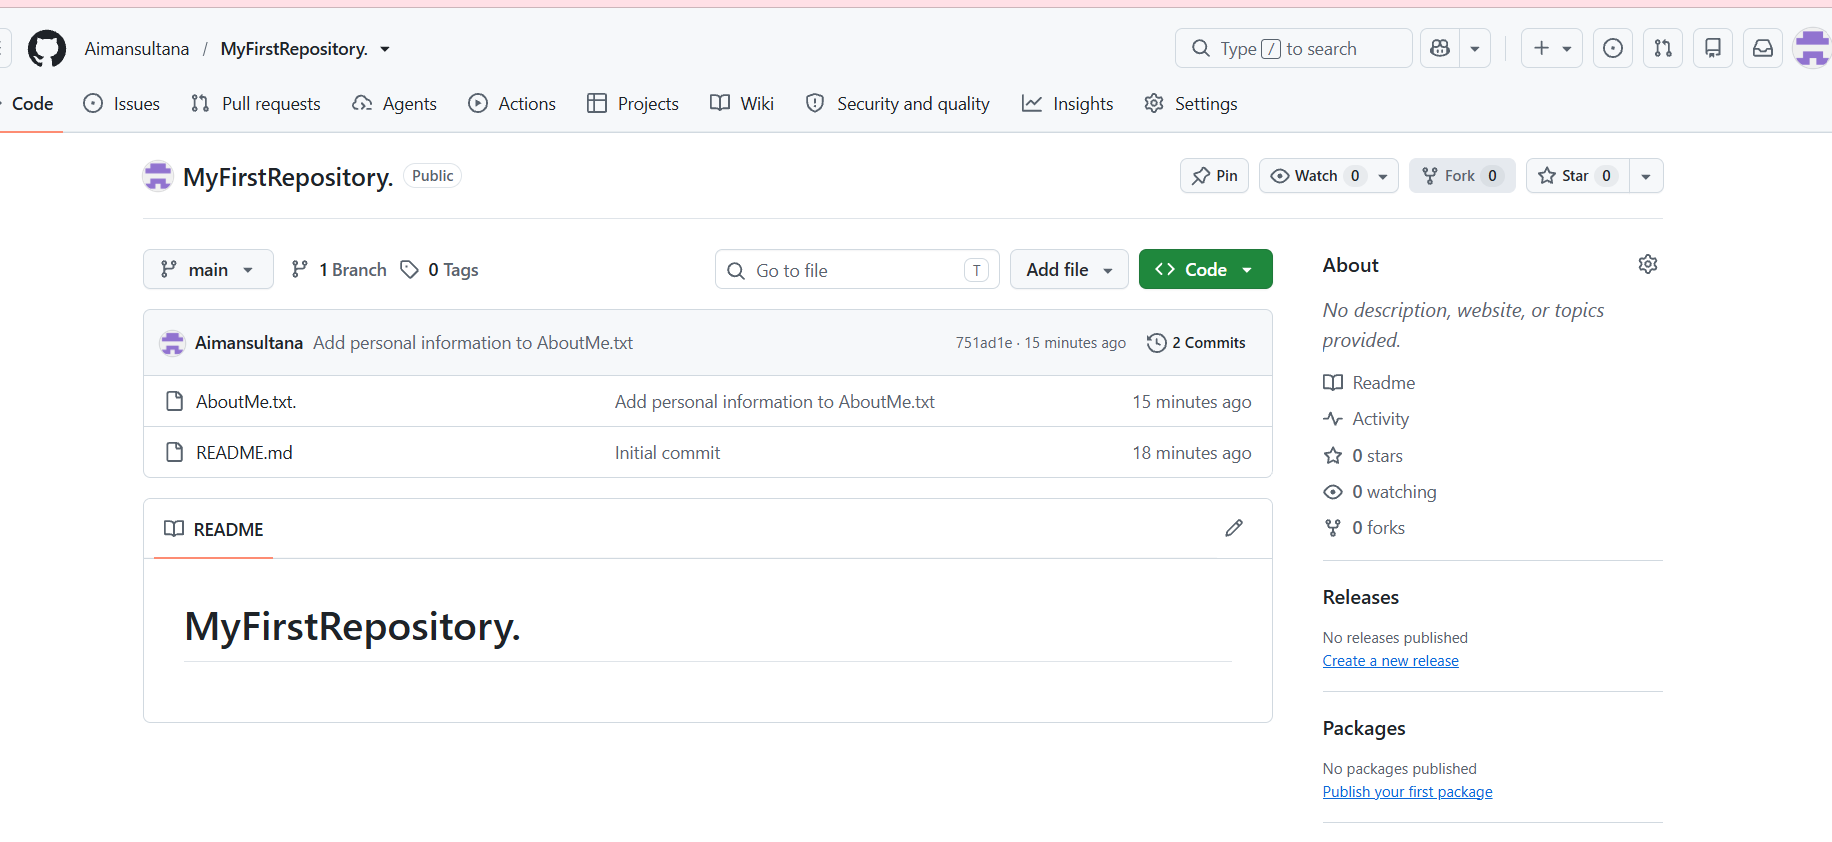 Aimansultana / MyFirstRepository.
Type / to search
Code Issues Pull requests Agents Actions Projects Wiki Security and quality Insights Settings
MyFirstRepository. Public
Pin Watch 0 Fork 0 Star 0
main 1 Branch 0 Tags
Go to file T Add file Code
Aimansultana Add personal information to AboutMe.txt 751ad1e · 15 minutes ago 2 Commits
AboutMe.txt. Add personal information to AboutMe.txt 15 minutes ago
README.md Initial commit 18 minutes ago
README
MyFirstRepository.
About
No description, website, or topics
provided.
Readme
Activity
0 stars
0 watching
0 forks
Releases
No releases published
Create a new release
Packages
No packages published
Publish your first package